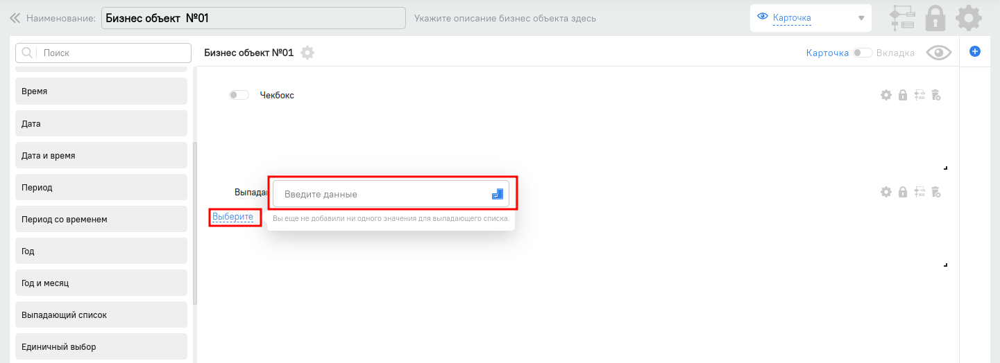 Наименование: Бизнес объект №01 Укажите описание бизнес объекта здесь Карточка
Поиск Бизнес объект №01 Карточка Вкладка
Время Чекбокс
Дата
Дата и время
Период Выпадаю Введите данные
Период со временем Выберите Вы еще не добавили ни одного значения для выпадающего списка.
Год
Год и месяц
Выпадающий список
Единичный выбор